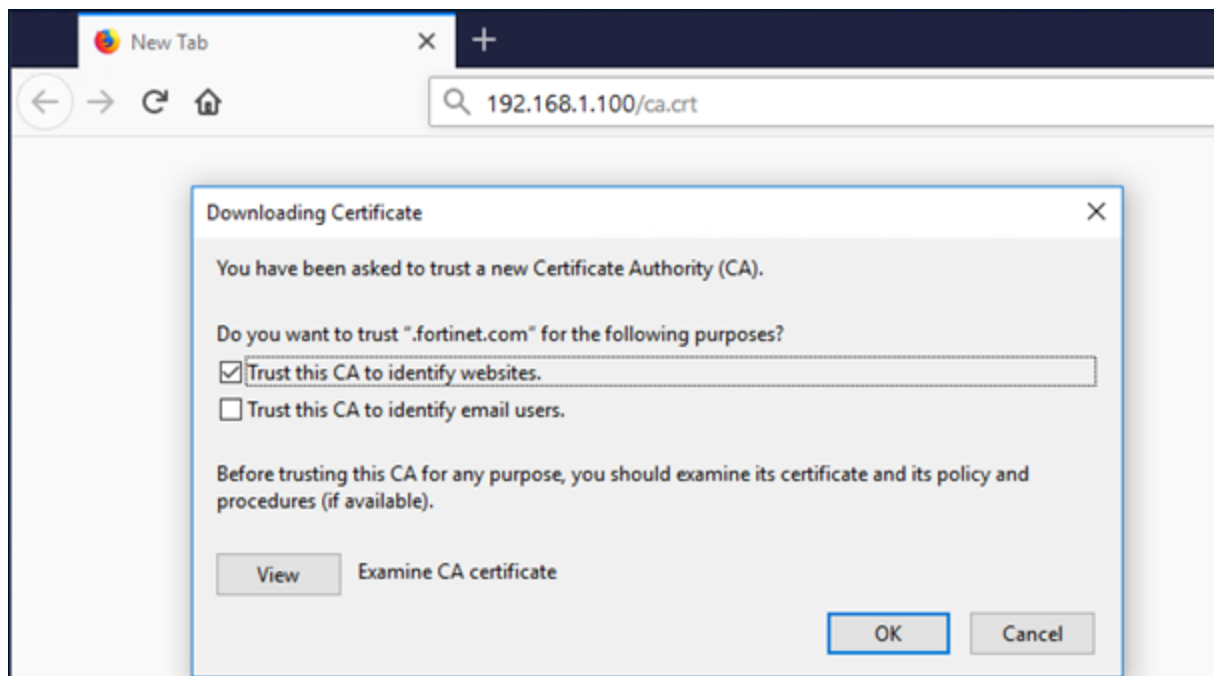 New Tab
192.168.1.100/ca.crt
Downloading Certificate
You have been asked to trust a new Certificate Authority (CA).
Do you want to trust ".fortinet.com" for the following purposes?
Trust this CA to identify websites.
Trust this CA to identify email users.
Before trusting this CA for any purpose, you should examine its certificate and its policy and
procedures (if available).
View Examine CA certificate
OK Cancel